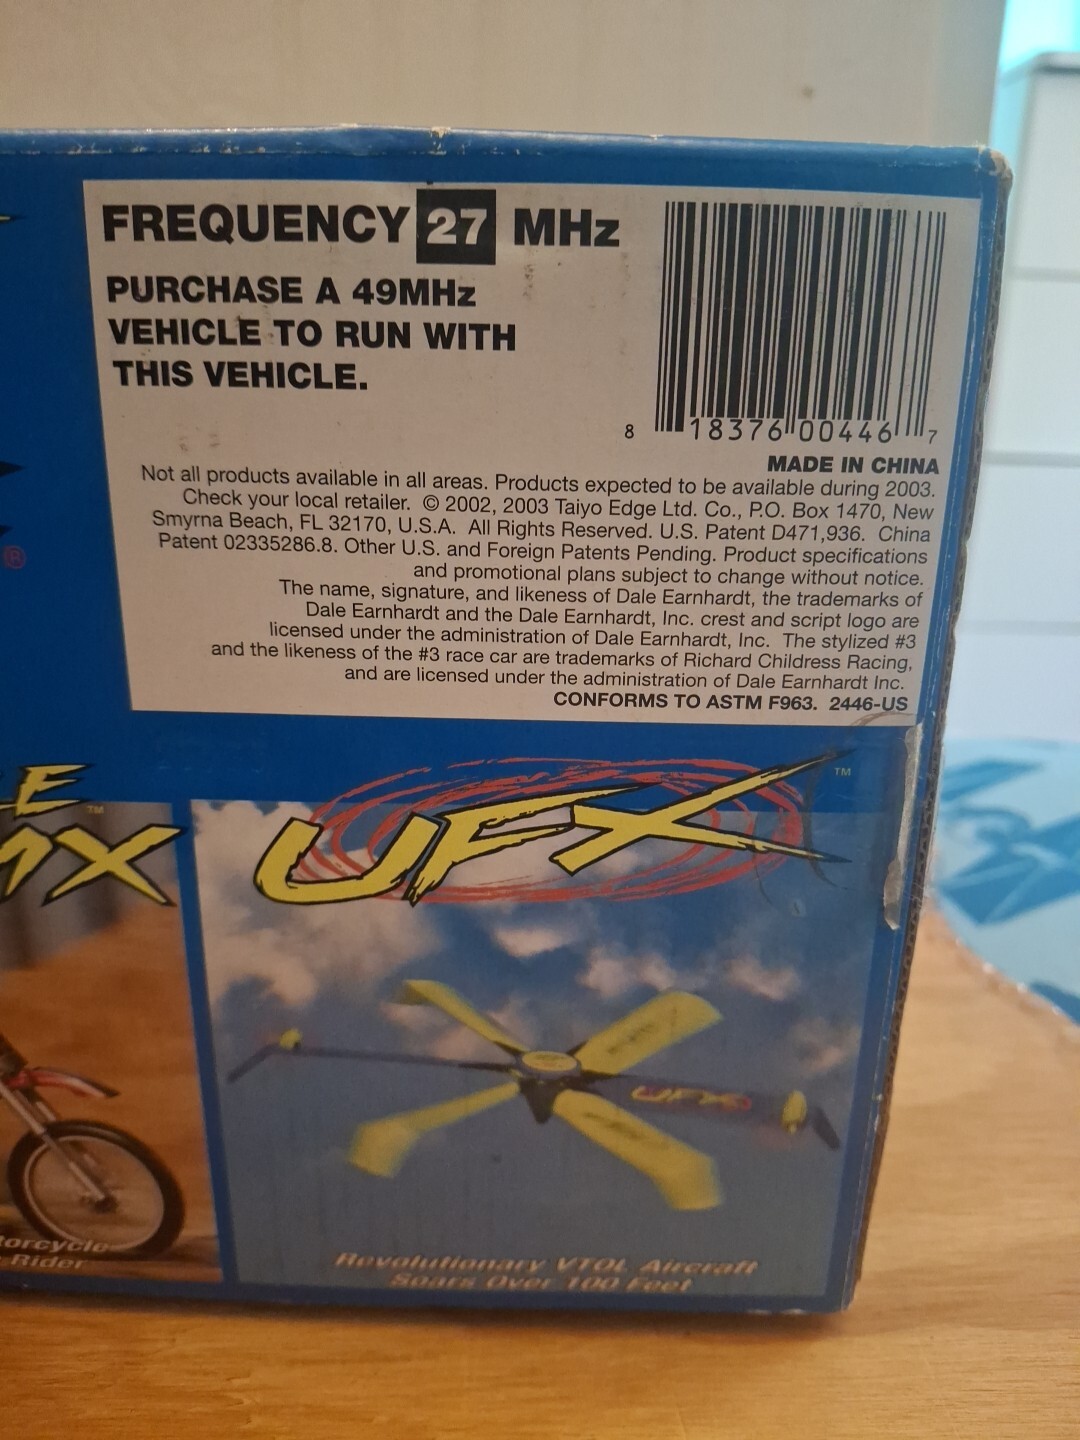 FREQUENCY 27 MHz
PURCHASE A 49MHz
VEHICLE TO RUN WITH
THIS VEHICLE.
8 18376 00446 7
MADE IN CHINA
Not all products available in all areas. Products expected to be available during 2003.
Check your local retailer. © 2002, 2003 Taiyo Edge Ltd. Co., P.O. Box 1470, New
Smyrna Beach, FL 32170, U.S.A. All Rights Reserved. U.S. Patent D471,936. China
Patent 02335286.8. Other U.S. and Foreign Patents Pending. Product specifications
and promotional plans subject to change without notice.
The name, signature, and likeness of Dale Earnhardt, the trademarks of
Dale Earnhardt and the Dale Earnhardt, Inc. crest and script logo are
licensed under the administration of Dale Earnhardt, Inc. The stylized #3
and the likeness of the #3 race car are trademarks of Richard Childress Racing,
and are licensed under the administration of Dale Earnhardt Inc.
CONFORMS TO ASTM F963. 2446-US
®
E
MX ™
UFX ™
UFX
torcycle
Rider
Revolutionary VTOL Aircraft
Soars Over 100 Feet